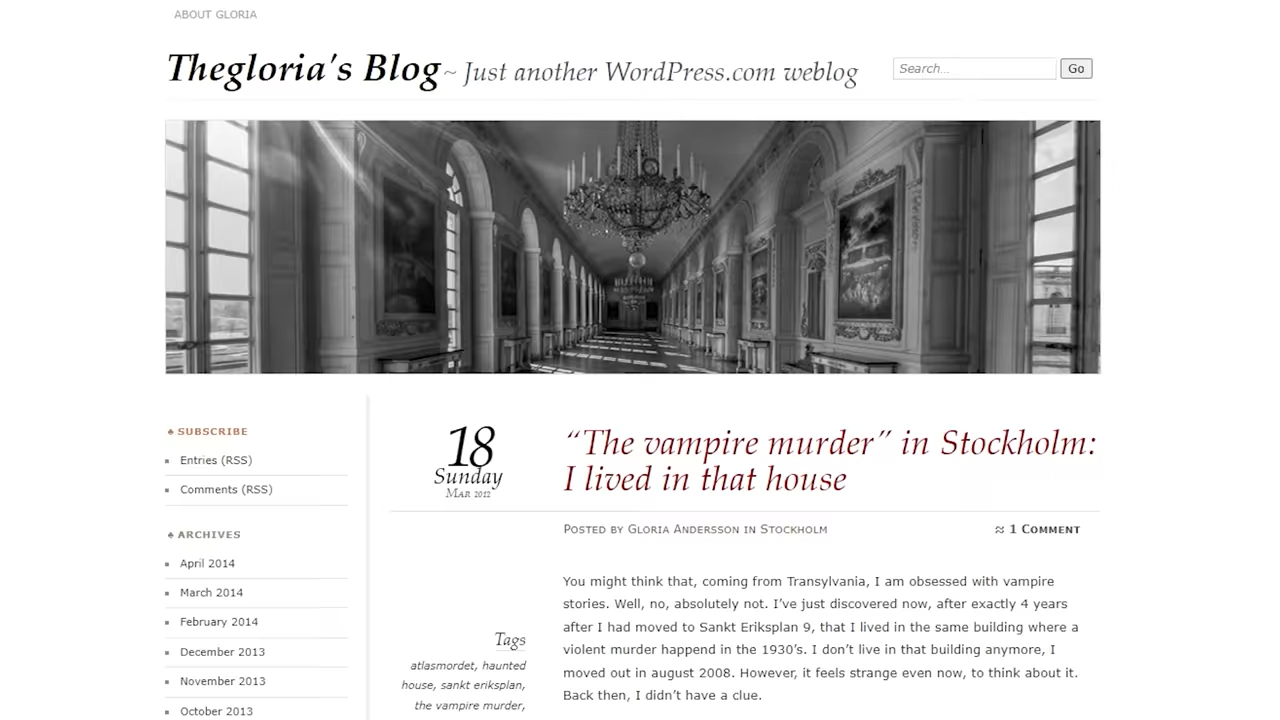 ABOUT GLORIA
Thegloria's Blog ~ Just another WordPress.com weblog
Search...
Go
♠ SUBSCRIBE
Entries (RSS)
Comments (RSS)
♠ ARCHIVES
April 2014
March 2014
February 2014
December 2013
November 2013
October 2013
18
Sunday
MAR 2012
“The vampire murder” in Stockholm:
I lived in that house
POSTED BY GLORIA ANDERSSON IN STOCKHOLM
≈ 1 COMMENT
Tags
atlasmordet, haunted
house, sankt eriksplan,
the vampire murder,
You might think that, coming from Transylvania, I am obsessed with vampire
stories. Well, no, absolutely not. I’ve just discovered now, after exactly 4 years
after I had moved to Sankt Eriksplan 9, that I lived in the same building where a
violent murder happend in the 1930’s. I don’t live in that building anymore, I
moved out in august 2008. However, it feels strange even now, to think about it.
Back then, I didn’t have a clue.